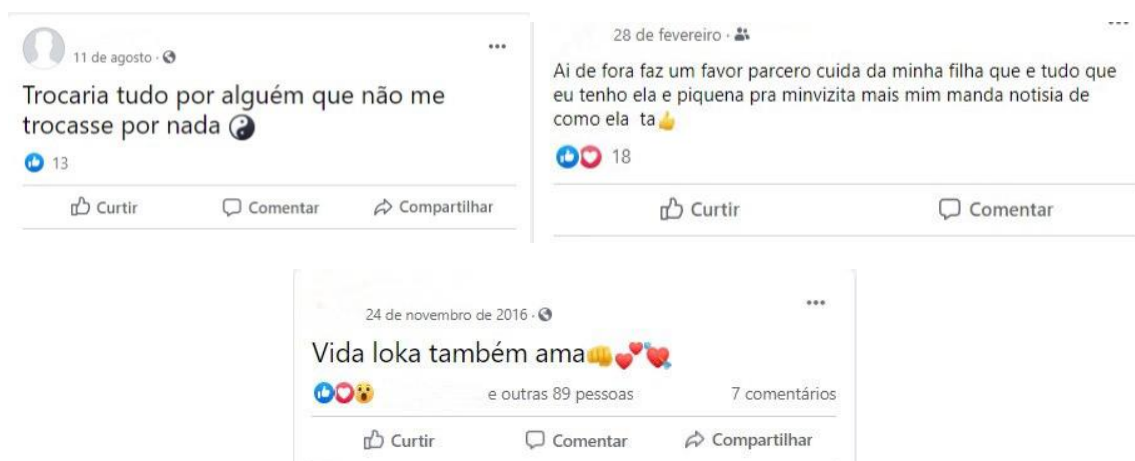 11 de agosto ·
Trocaria tudo por alguém que não me
trocasse por nada ☯
13
Curtir Comentar Compartilhar
28 de fevereiro ·
Ai de fora faz um favor parcero cuida da minha filha que e tudo que
eu tenho ela e piquena pra minvizita mais mim manda notisia de
como ela ta👍
18
Curtir Comentar
24 de novembro de 2016 ·
Vida loka também ama👊💕💘
e outras 89 pessoas 7 comentários
Curtir Comentar Compartilhar